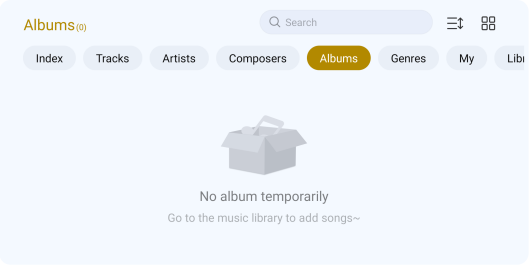 Albums(0)
Search
Index
Tracks
Artists
Composers
Albums
Genres
My
No album temporarily
Go to the music library to add songs~